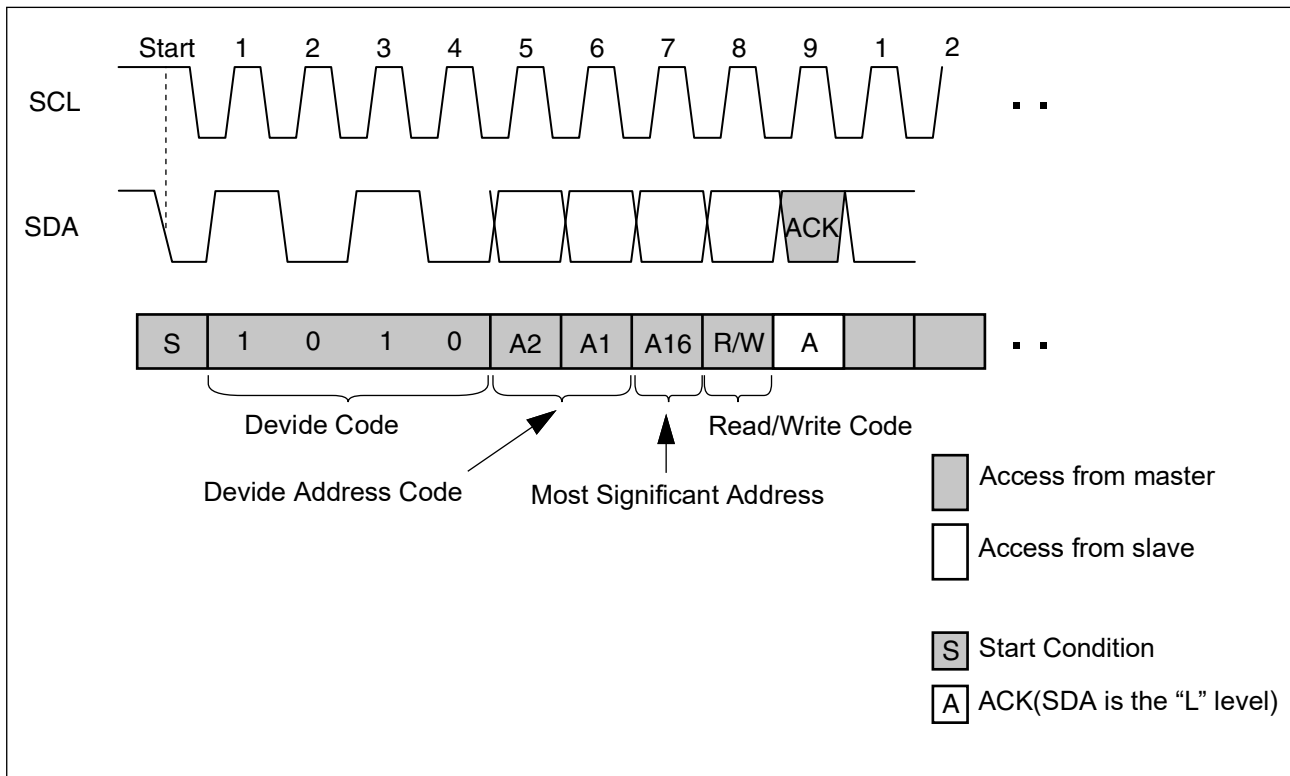 Start 1 2 3 4 5 6 7 8 9 1 2
SCL
SDA
ACK
S 1 0 1 0 A2 A1 A16 R/W A
Devide Code
Read/Write Code
Devide Address Code
Most Significant Address
Access from master
Access from slave
S Start Condition
A ACK(SDA is the “L” level)